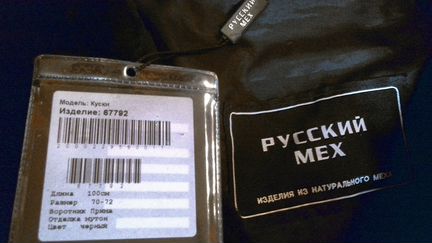 РУССКИЙ
МЕХ
Модель: Куски
Изделие: 67792
Длина 100см
Размер 70-72
Воротник Прима
Отделка мутон
Цвет черный
РУССКИЙ
МЕХ
ИЗДЕЛИЯ ИЗ НАТУРАЛЬНОГО МЕХА